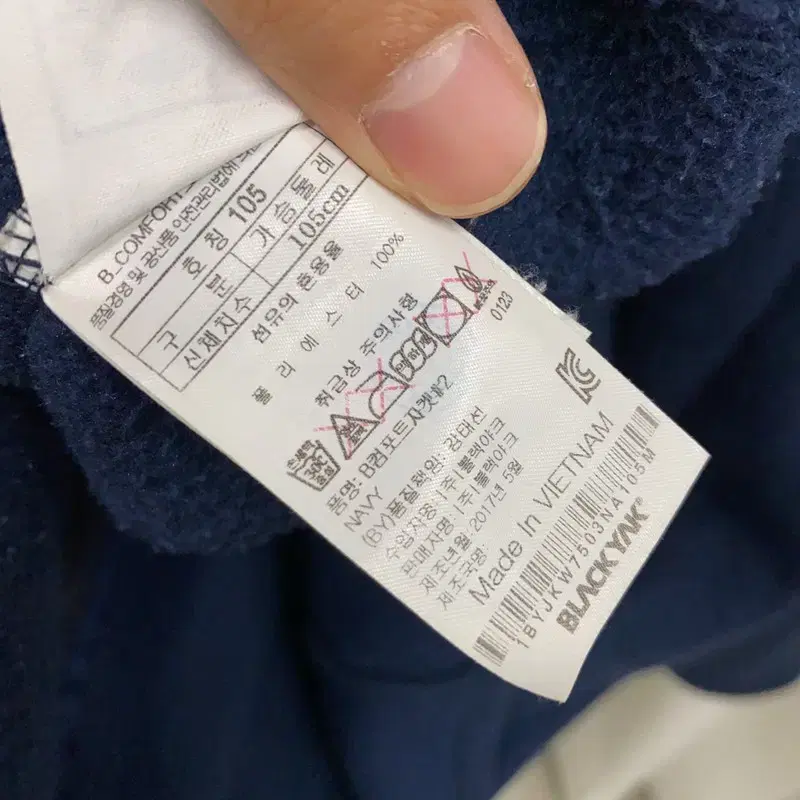 B_COMFORT
품질경영 및 공산품 안전관리법에
호칭 105
구 분 가슴둘레
신체치수 105cm
섬유의 혼용율
폴 리 에 스 터 100%
취급상 주의사항
0123
품명: B컴포트자켓#2
NAVY
(BY)품질책임: 김태선
수입자명 : (주)블랙야크
판매자명 : (주)블랙야크
제조년월 : 2017년 5월
제조국명 :
Made In VIETNAM
1BYJKW7503NA105M
BLACKYAK®